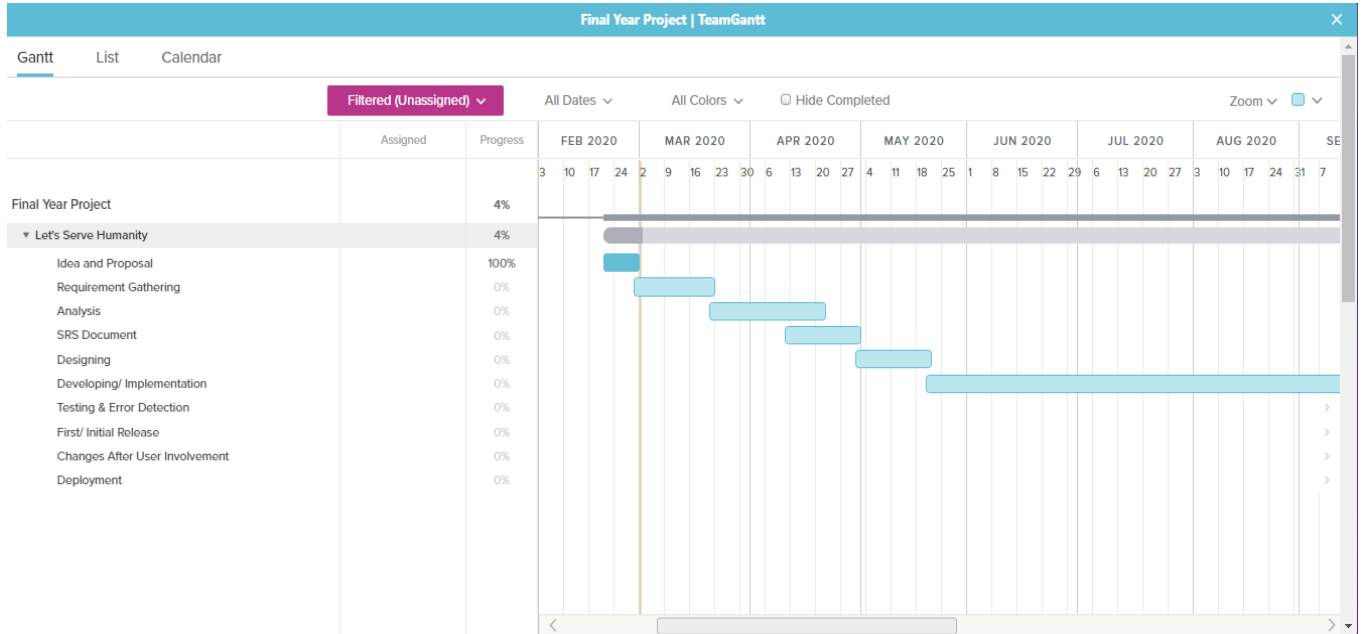 Final Year Project | TeamGantt
Gantt List Calendar
Filtered (Unassigned) All Dates All Colors Hide Completed Zoom
Assigned Progress FEB 2020 MAR 2020 APR 2020 MAY 2020 JUN 2020 JUL 2020 AUG 2020 SE
3 10 17 24 2 9 16 23 30 6 13 20 27 4 11 18 25 1 8 15 22 29 6 13 20 27 3 10 17 24 31 7
Final Year Project 4%
Let's Serve Humanity 4%
Idea and Proposal 100%
Requirement Gathering 0%
Analysis 0%
SRS Document 0%
Designing 0%
Developing/ Implementation 0%
Testing & Error Detection 0%
First/ Initial Release 0%
Changes After User Involvement 0%
Deployment 0%